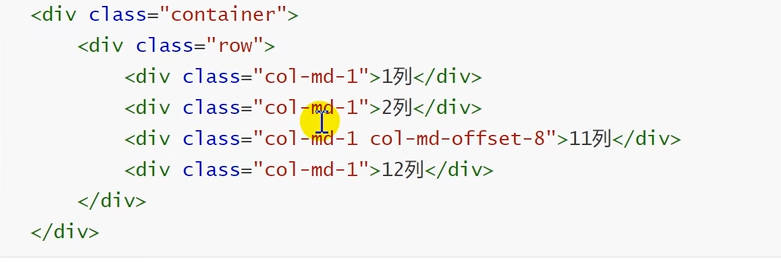 <div class="container">
<div class="row">
<div class="col-md-1">1列</div>
<div class="col-md-1">2列</div>
<div class="col-md-1 col-md-offset-8">11列</div>
<div class="col-md-1">12列</div>
</div>
</div>